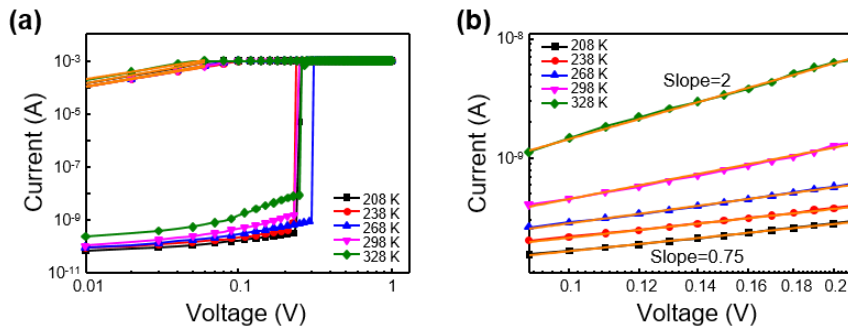 (a)
Current (A)
10-3
10-5
10-7
10-9
10-11
208 K
238 K
268 K
298 K
328 K
0.01
0.1
1
Voltage (V)
(b)
Current (A)
10-8
10-9
208 K
238 K
268 K
298 K
328 K
Slope=2
Slope=0.75
0.1
0.12
0.14
0.16
0.18
0.2
Voltage (V)